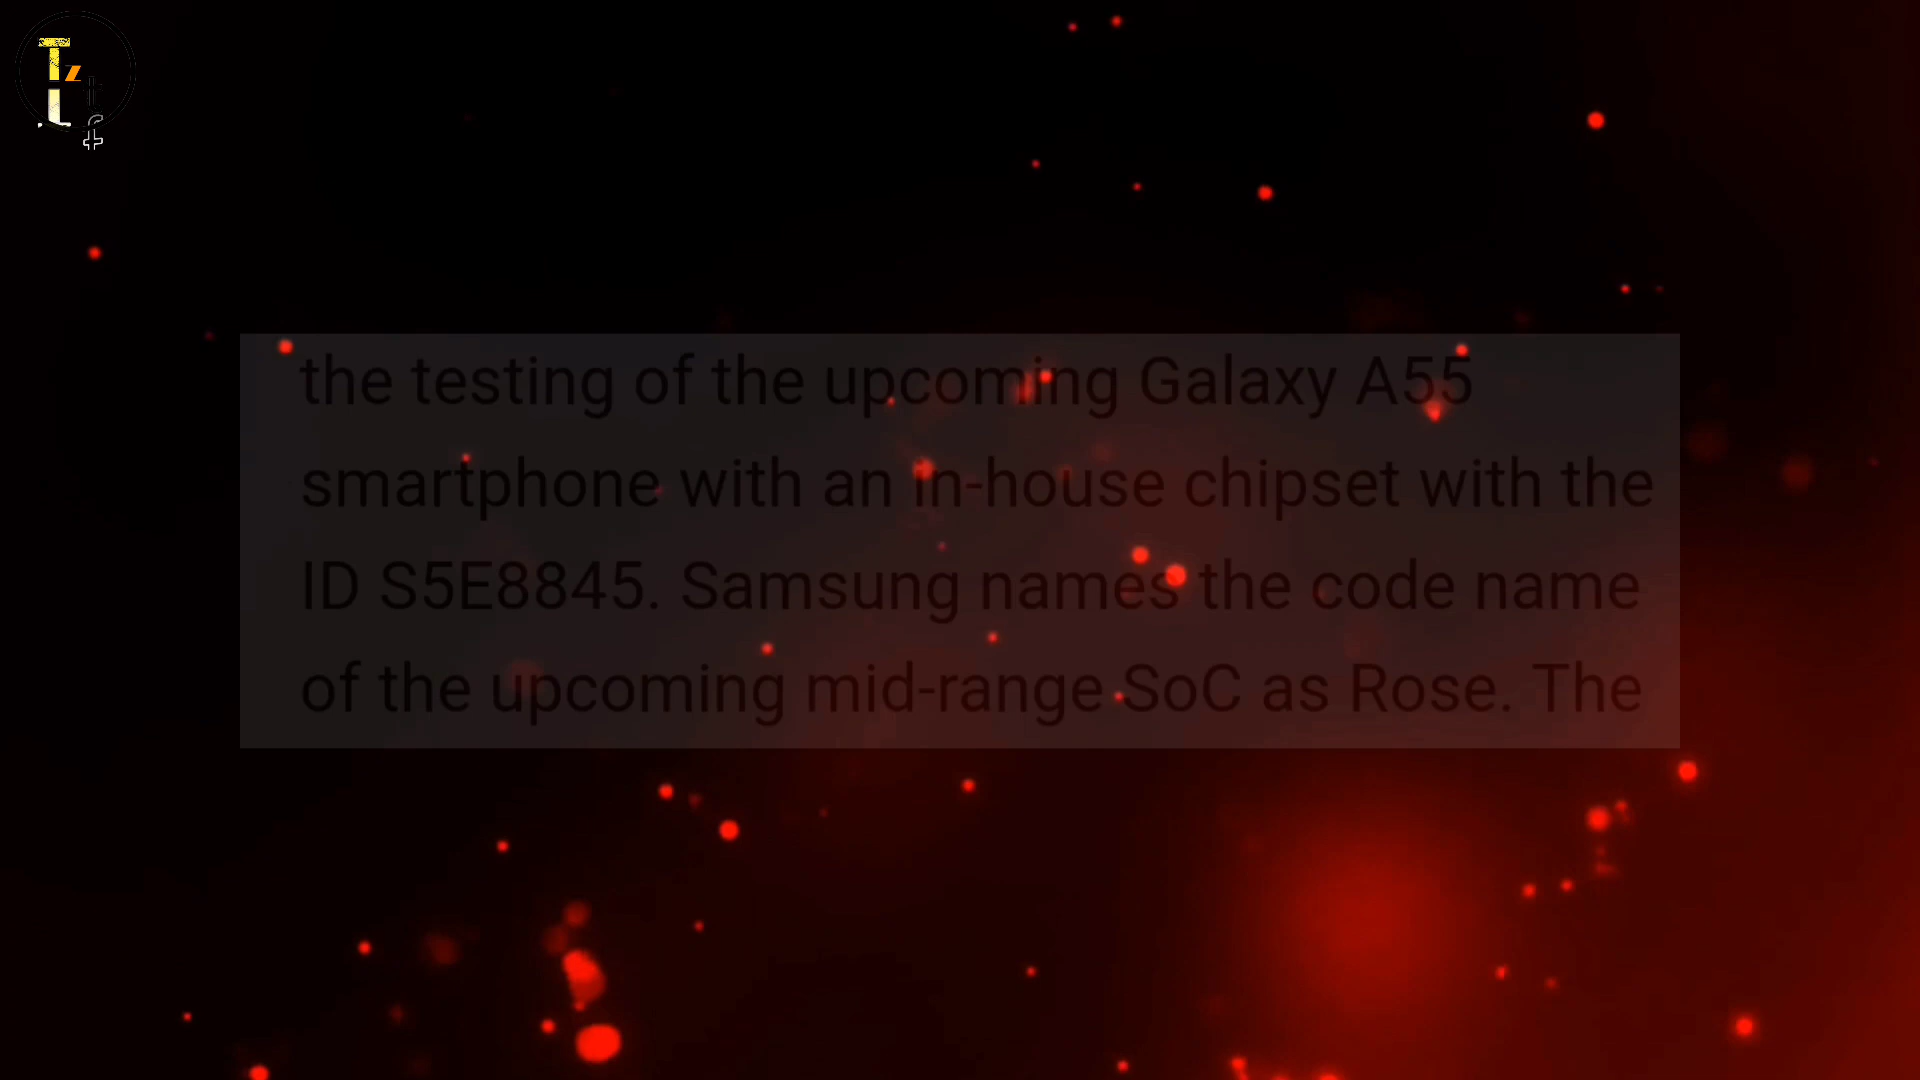 the testing of the upcoming Galaxy A55
smartphone with an in-house chipset with the
ID S5E8845. Samsung names the code name
of the upcoming mid-range SoC as Rose. The